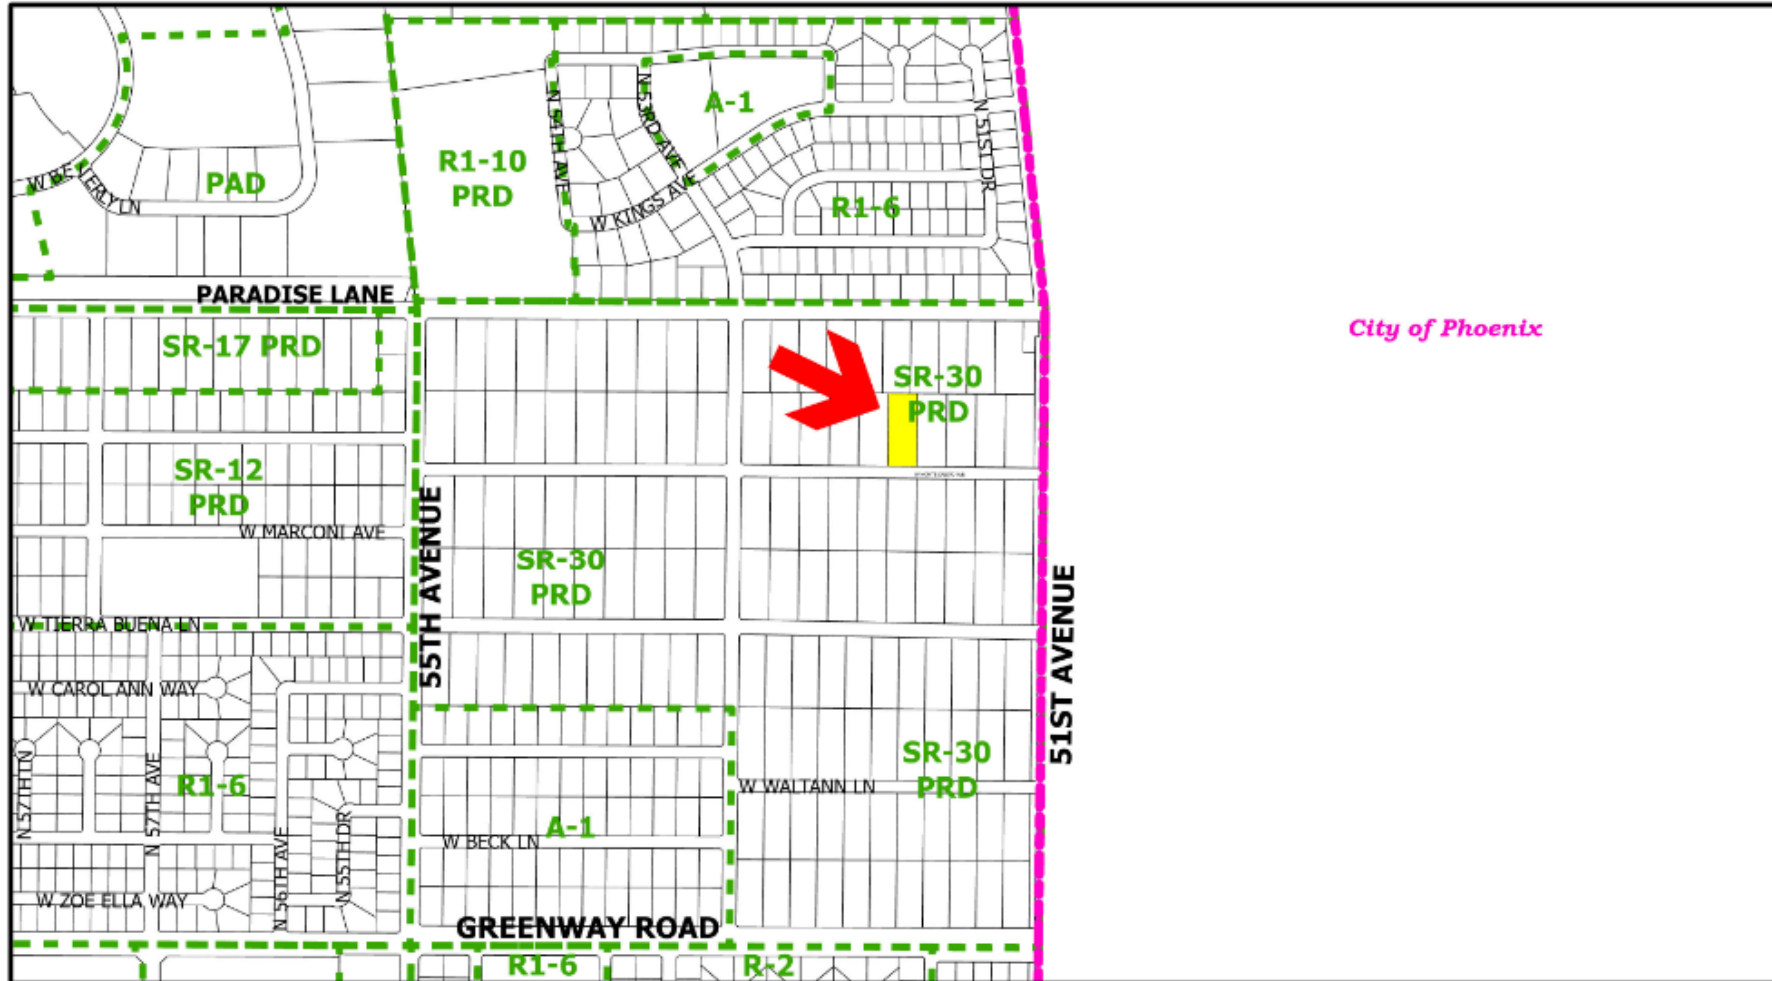 A-1
N 54TH AVE
N 53RD AVE
N 51ST DR
R1-10
PRD
PAD
W BEVERLY LN
W KINGS AVE
R1-6
PARADISE LANE
City of Phoenix
SR-17 PRD
SR-30
PRD
SR-12
PRD
W MARCONI AVE
55TH AVENUE
SR-30
PRD
51ST AVENUE
W TIERRA BUENA LN
W CAROL ANN WAY
N 57TH LN
N 57TH AVE
R1-6
SR-30
PRD
W WALTANN LN
N 56TH AVE
N 55TH DR
A-1
W BECK LN
W ZOE ELLA WAY
GREENWAY ROAD
R1-6
R-2